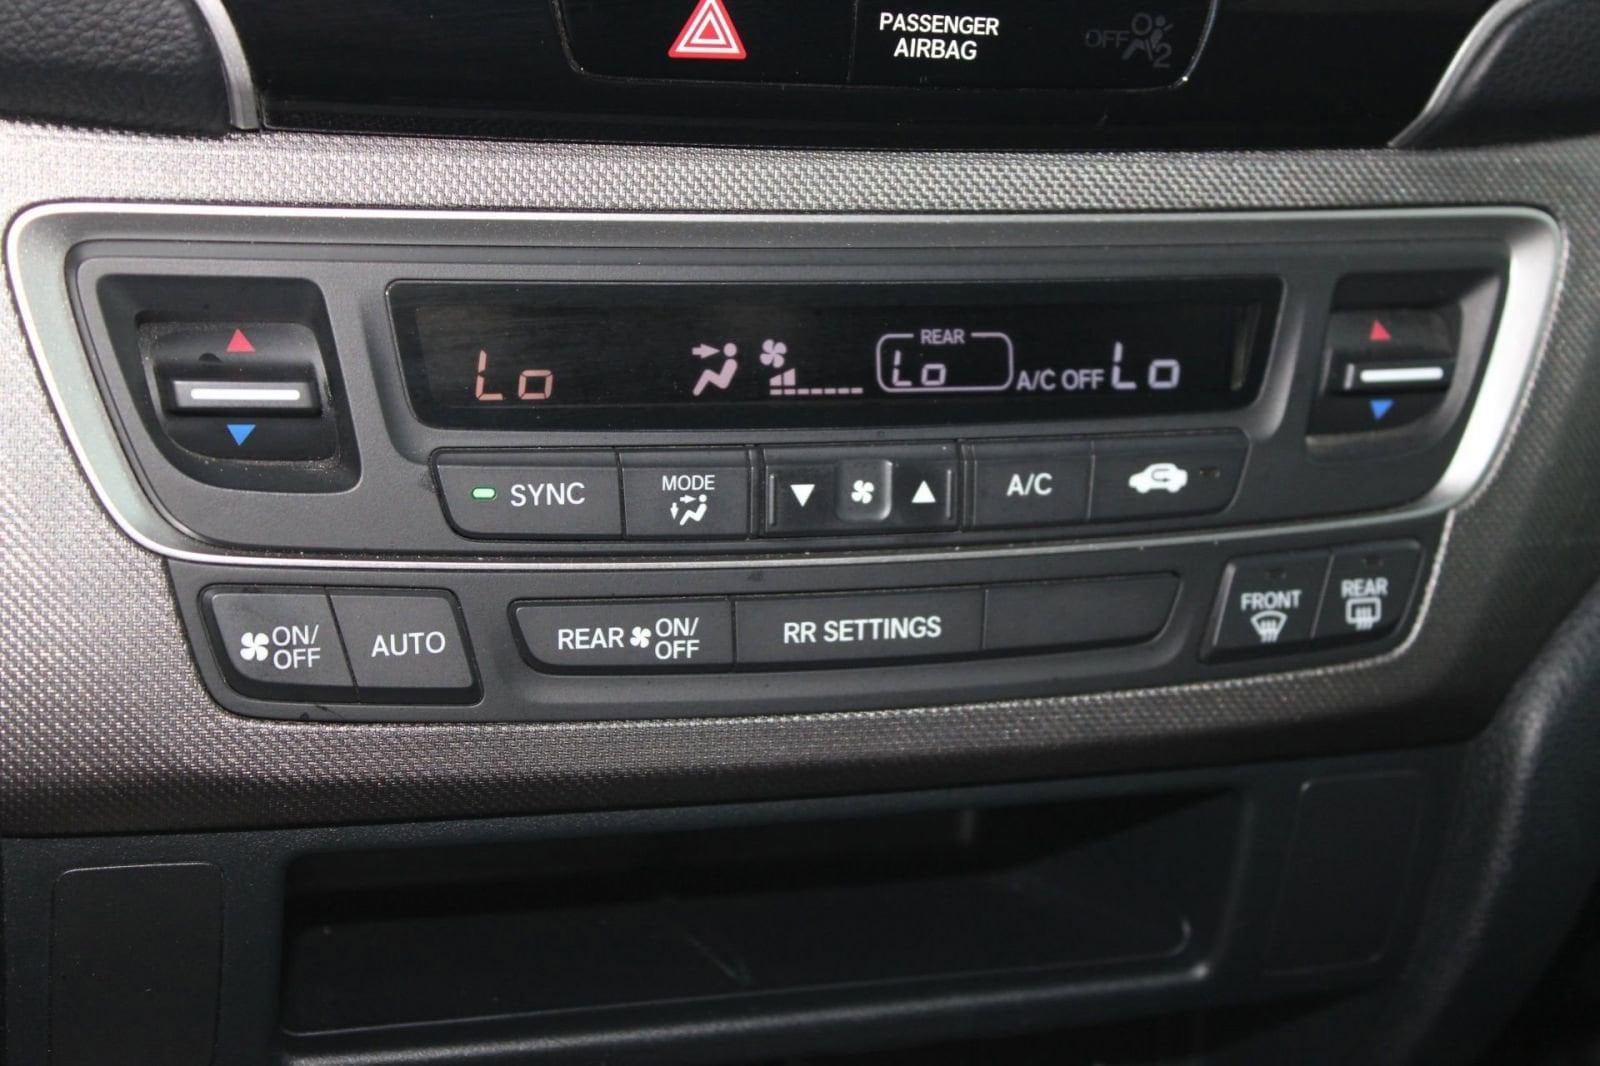 PASSENGER
AIRBAG
OFF 2
REAR
Lo Lo A/C OFF Lo
SYNC MODE A/C
ON/
OFF
AUTO
REAR ON/
OFF
RR SETTINGS
FRONT REAR